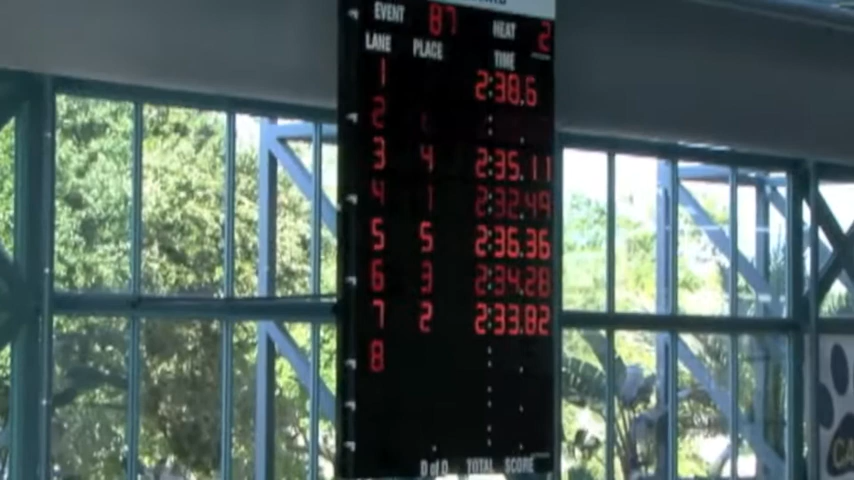 EVENT 87 HEAT 2
LANE PLACE TIME
1 2:38.6
2 :
3 4 2:35.11
4 1 2:32.49
5 5 2:36.36
6 3 2:34.28
7 2 2:33.82
8
D of D TOTAL SCORE